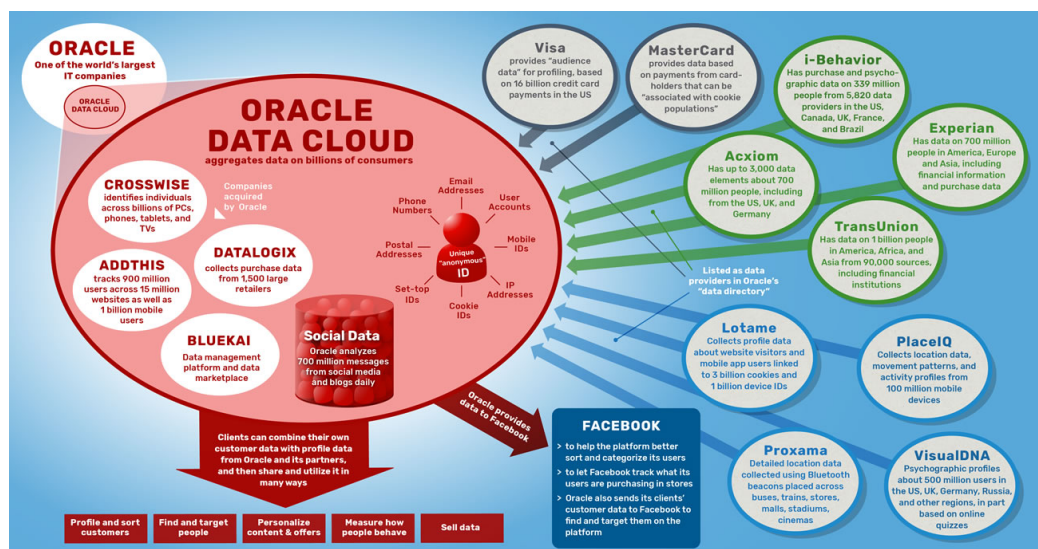 ORACLE
One of the world's largest
IT companies
ORACLE
DATA CLOUD
ORACLE
DATA CLOUD
aggregates data on billions of consumers
CROSSWISE
identifies individuals
across billions of PCs,
phones, tablets, and
TVs
Companies
acquired
by Oracle
DATALOGIX
collects purchase data
from 1,500 large
retailers
ADDTHIS
tracks 900 million
users across 15 million
websites as well as
1 billion mobile
users
BLUEKAI
Data management
platform and data
marketplace
Email
Addresses
Phone
Numbers
User
Accounts
Postal
Addresses
Mobile
IDs
Unique
"anonymous"
ID
Set-top
IDs
IP
Addresses
Cookie
IDs
Social Data
Oracle analyzes
700 million messages
from social media
and blogs daily
Visa
provides "audience
data" for profiling, based
on 16 billion credit card
payments in the US
MasterCard
provides data based
on payments from card-
holders that can be
"associated with cookie
populations"
i-Behavior
Has purchase and psycho-
graphic data on 339 million
people from 5,820 data
providers in the US,
Canada, UK, France,
and Brazil
Experian
Has data on 700 million
people in America, Europe
and Asia, including
financial information
and purchase data
Acxiom
Has up to 3,000 data
elements about 700
million people, including
from the US, UK, and
Germany
TransUnion
Has data on 1 billion people
in America, Africa, and
Asia from 90,000 sources,
including financial
institutions
Listed as data
providers in Oracle's
"data directory"
Lotame
Collects profile data
about website visitors and
mobile app users linked
to 3 billion cookies and
1 billion device IDs
PlaceIQ
Collects location data,
movement patterns, and
activity profiles from
100 million mobile
devices
Proxama
Detailed location data
collected using Bluetooth
beacons placed across
buses, trains, stores,
malls, stadiums,
cinemas
VisualDNA
Psychographic profiles
about 500 million users in
the US, UK, Germany, Russia,
and other regions, in part
based on online
quizzes
Oracle provides
data to Facebook
FACEBOOK
> to help the platform better
sort and categorize its users
> to let Facebook track what its
users are purchasing in stores
> Oracle also sends its clients'
customer data to Facebook to
find and target them on the
platform
Clients can combine their own
customer data with profile data
from Oracle and its partners,
and then share and utilize it in
many ways
Profile and sort
customers
Find and target
people
Personalize
content & offers
Measure how
people behave
Sell data